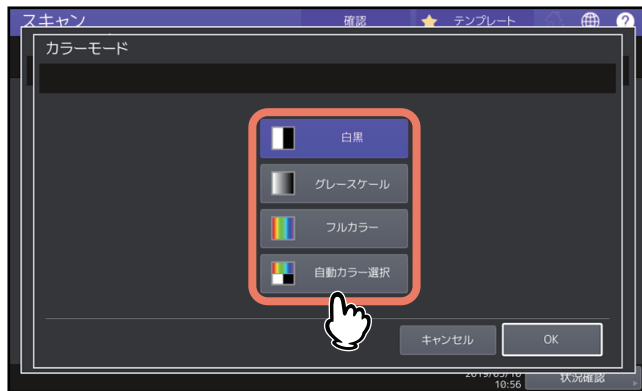 スキャン 確認 テンプレート ?
カラーモード
白黒
グレースケール
フルカラー
自動カラー選択
キャンセル OK
状況確認
10:56